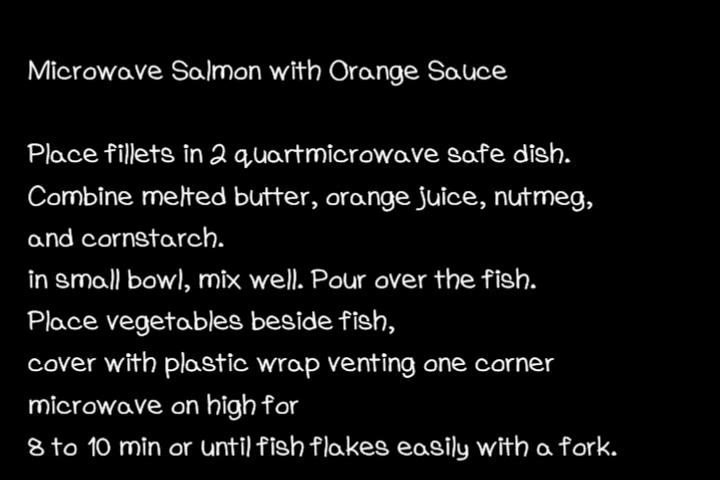 Microwave Salmon with Orange Sauce
Place fillets in 2 quartmicrowave safe dish.
Combine melted butter, orange juice, nutmeg,
and cornstarch.
in small bowl, mix well. Pour over the fish.
Place vegetables beside fish,
cover with plastic wrap venting one corner
microwave on high for
8 to 10 min or until fish flakes easily with a fork.